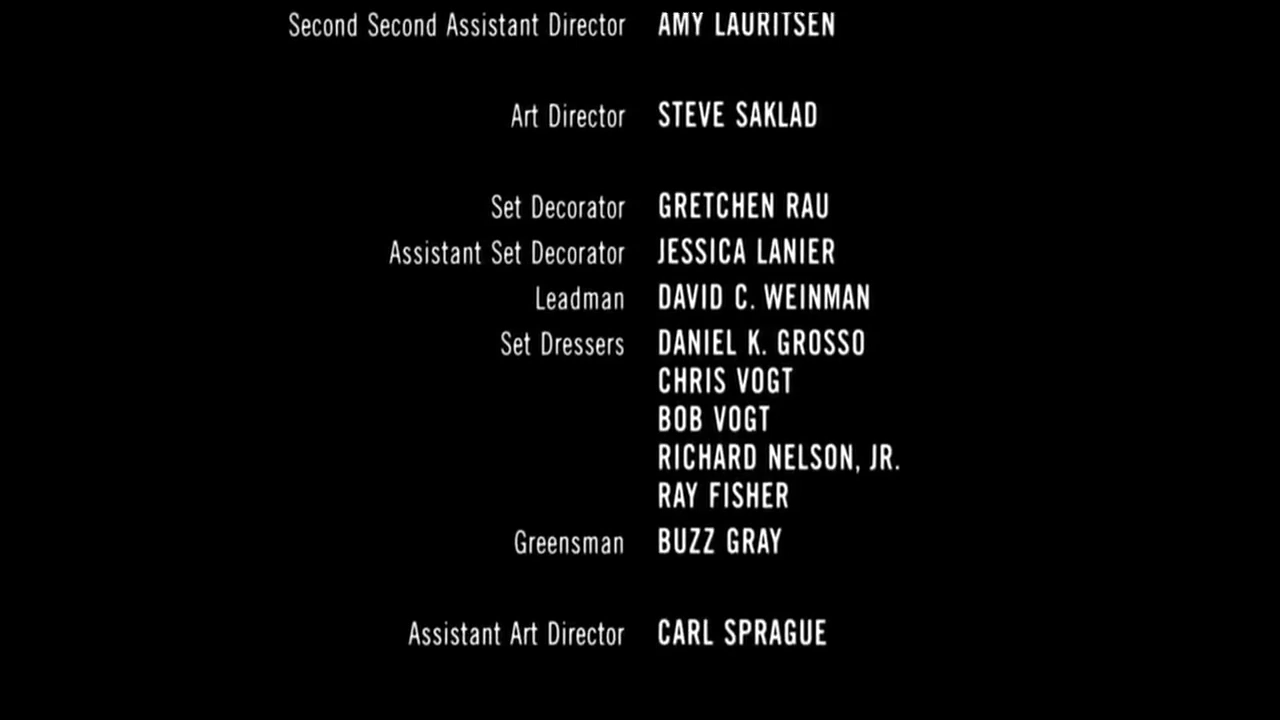 Second Second Assistant Director AMY LAURITSEN
Art Director STEVE SAKLAD
Set Decorator GRETCHEN RAU
Assistant Set Decorator JESSICA LANIER
Leadman DAVID C. WEINMAN
Set Dressers DANIEL K. GROSSO
CHRIS VOGT
BOB VOGT
RICHARD NELSON, JR.
RAY FISHER
Greensman BUZZ GRAY
Assistant Art Director CARL SPRAGUE